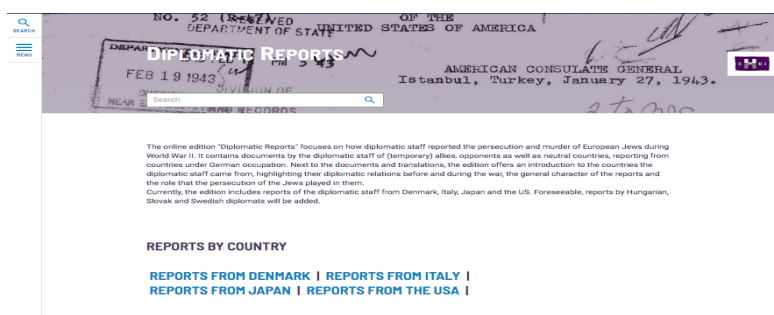 SEARCH
MENU
NO. 52 (R-47) OF THE
RECEIVED
DEPARTMENT OF STATE UNITED STATES OF AMERICA
DIPLOMATIC REPORTS
FEB 19 1943
AMERICAN CONSULATE GENERAL
Istanbul, Turkey, January 27, 1943.
DIVISION OF
NEAR
RECORDS
Search
EHRI
The online edition "Diplomatic Reports" focuses on how diplomatic staff reported the persecution and murder of European Jews during
World War II. It contains documents by the diplomatic staff of (temporary) allies, opponents as well as neutral countries, reporting from
countries under German occupation. Next to the documents and translations, the edition offers an introduction to the countries the
diplomatic staff came from, highlighting their diplomatic relations before and during the war, the general character of the reports and
the role that the persecution of the Jews played in them.
Currently, the edition includes reports of the diplomatic staff from Denmark, Italy, Japan and the US. Foreseeable, reports by Hungarian,
Slovak and Swedish diplomats will be added.
REPORTS BY COUNTRY
REPORTS FROM DENMARK | REPORTS FROM ITALY |
REPORTS FROM JAPAN | REPORTS FROM THE USA |